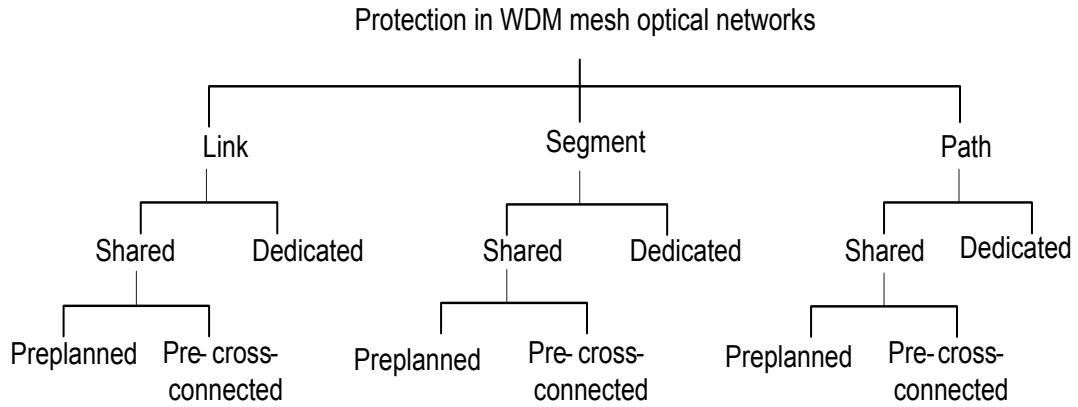 Protection in WDM mesh optical networks
Link
Segment
Path
Shared
Dedicated
Shared
Dedicated
Shared
Dedicated
Preplanned
Pre-cross-
connected
Preplanned
Pre-cross-
connected
Preplanned
Pre-cross-
connected